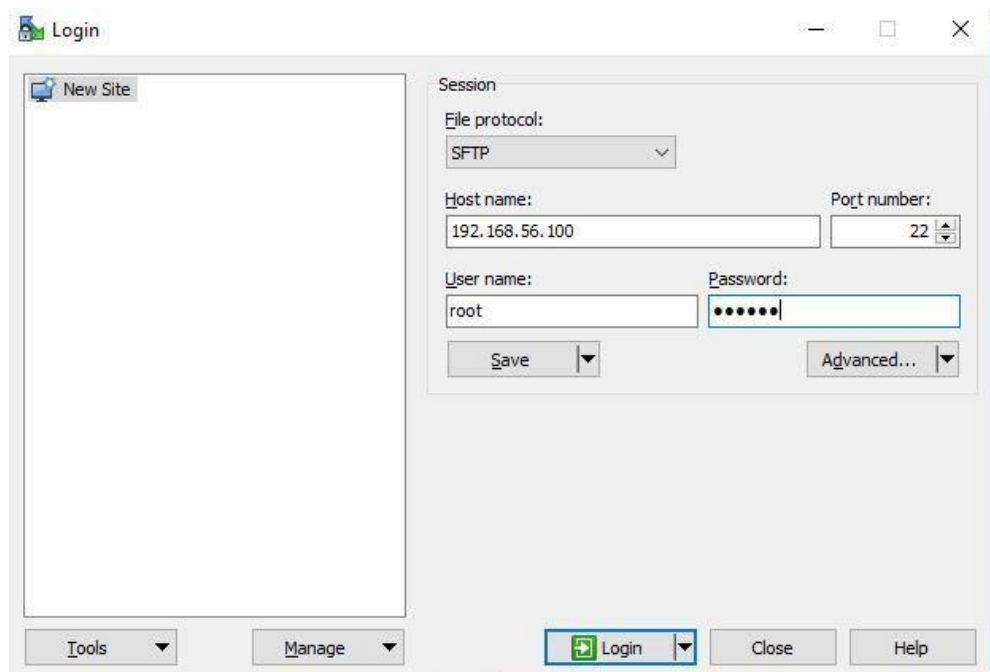 Login
New Site
Session
File protocol:
SFTP
Host name:
Port number:
192.168.56.100
22
User name:
Password:
root
••••••
Save
Advanced...
Tools
Manage
Login
Close
Help